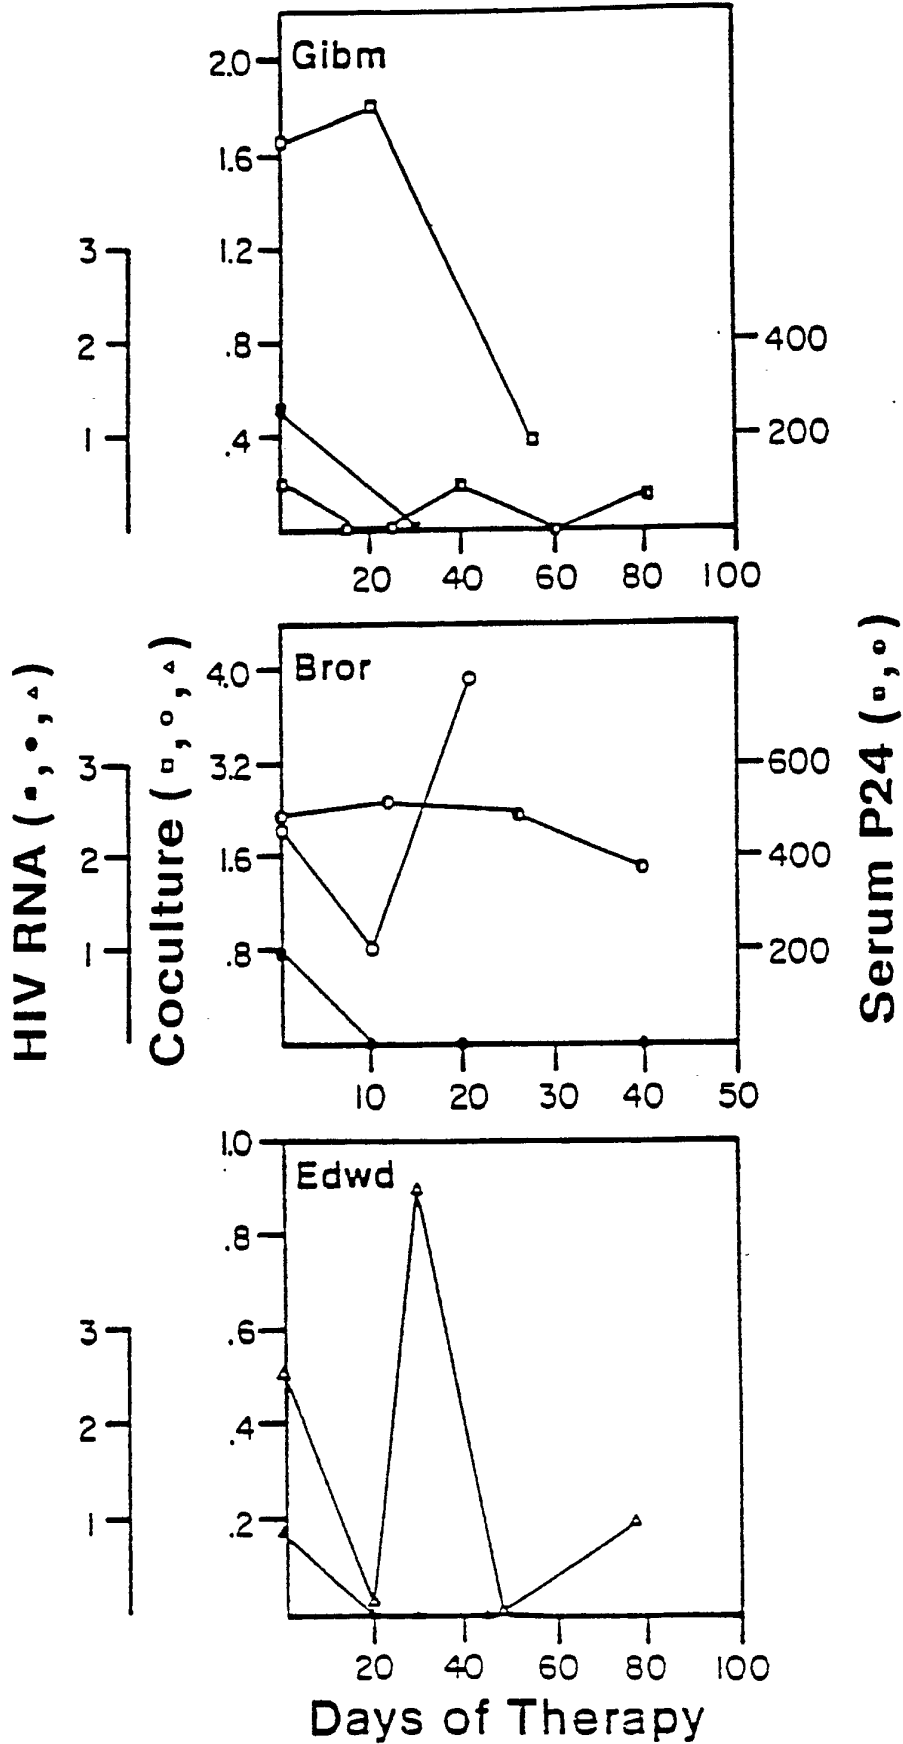 Gibm
2.0
1.6
1.2
.8
.4
3
2
1
400
200
20 40 60 80 100
HIV RNA (▪,•,▵)
Coculture (▫,○,▵)
Serum P24 (▫,○)
Bror
4.0
3.2
1.6
.8
3
2
1
600
400
200
10 20 30 40 50
Edwd
1.0
.8
.6
.4
.2
3
2
1
20 40 60 80 100
Days of Therapy